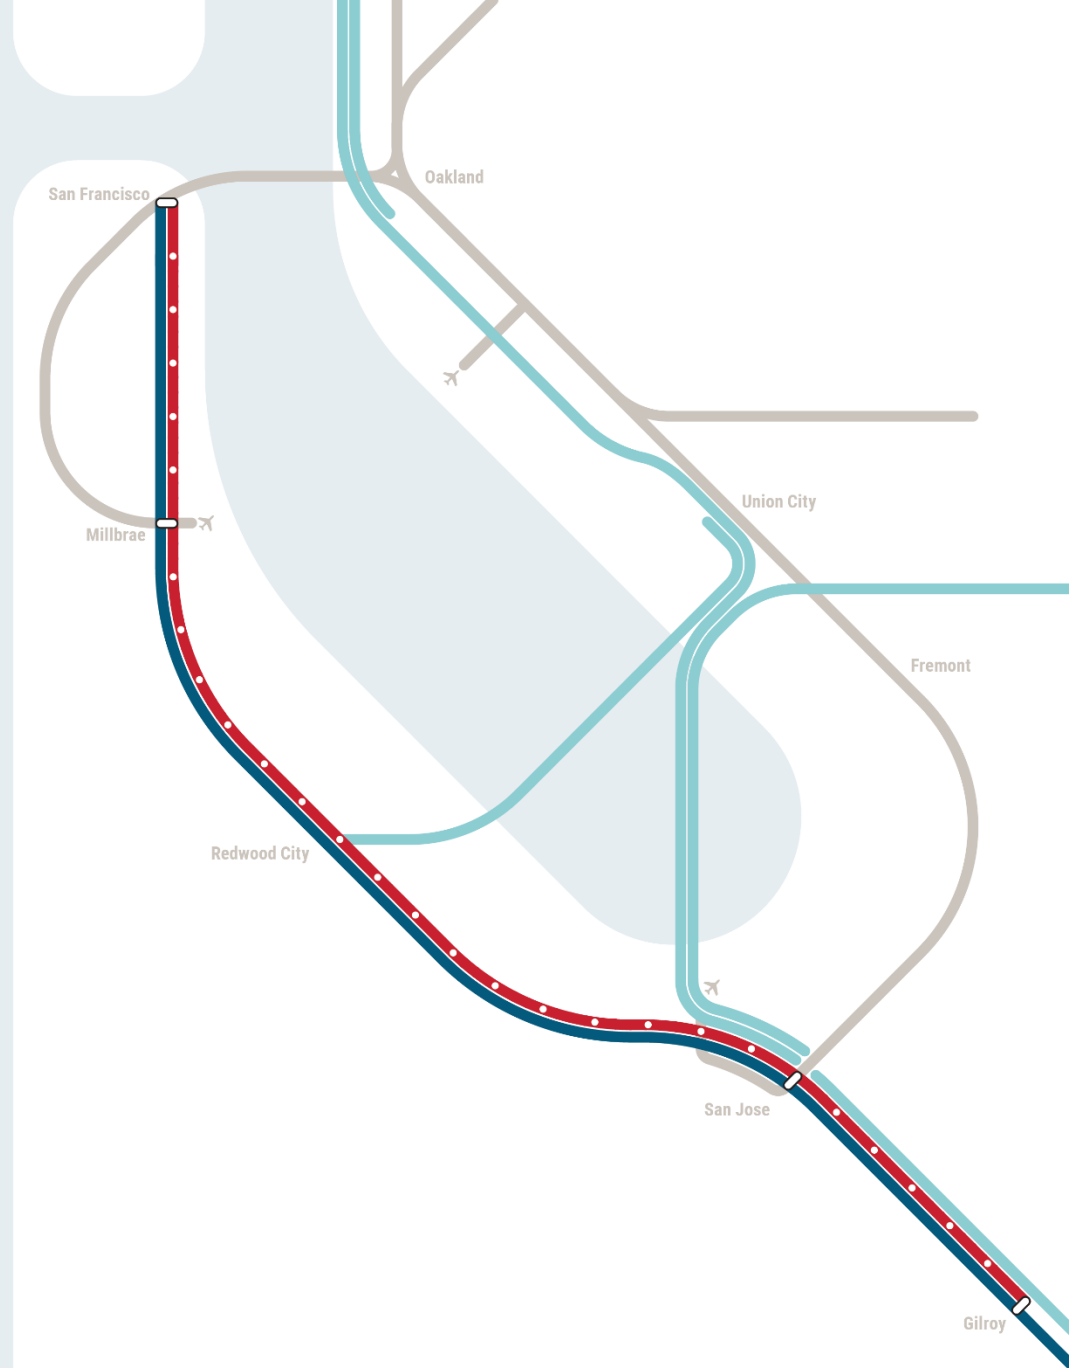 Oakland
San Francisco
Union City
Millbrae
Fremont
Redwood City
San Jose
Gilroy